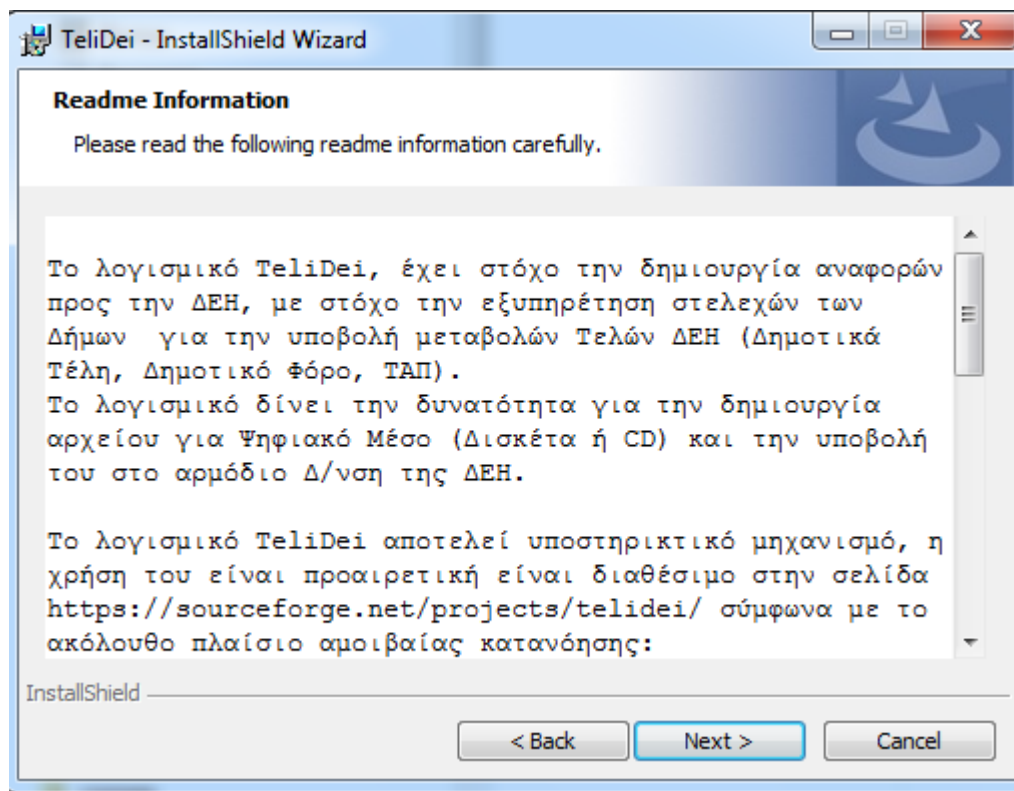 TeliDei - InstallShield Wizard
Readme Information
Please read the following readme information carefully.
Το λογισμικό TeliDei, έχει στόχο την δημιουργία αναφορών
προς την ΔΕΗ, με στόχο την εξυπηρέτηση στελεχών των
Δήμων  για την υποβολή μεταβολών Τελών ΔΕΗ (Δημοτικά
Τέλη, Δημοτικό Φόρο, ΤΑΠ).
Το λογισμικό δίνει την δυνατότητα για την δημιουργία
αρχείου για Ψηφιακό Μέσο (Δισκέτα ή CD) και την υποβολή
του στο αρμόδιο Δ/νση της ΔΕΗ.
Το λογισμικό TeliDei αποτελεί υποστηρικτικό μηχανισμό, η
χρήση του είναι προαιρετική είναι διαθέσιμο στην σελίδα
https://sourceforge.net/projects/telidei/ σύμφωνα με το
ακόλουθο πλαίσιο αμοιβαίας κατανόησης:
InstallShield
< Back
Next >
Cancel